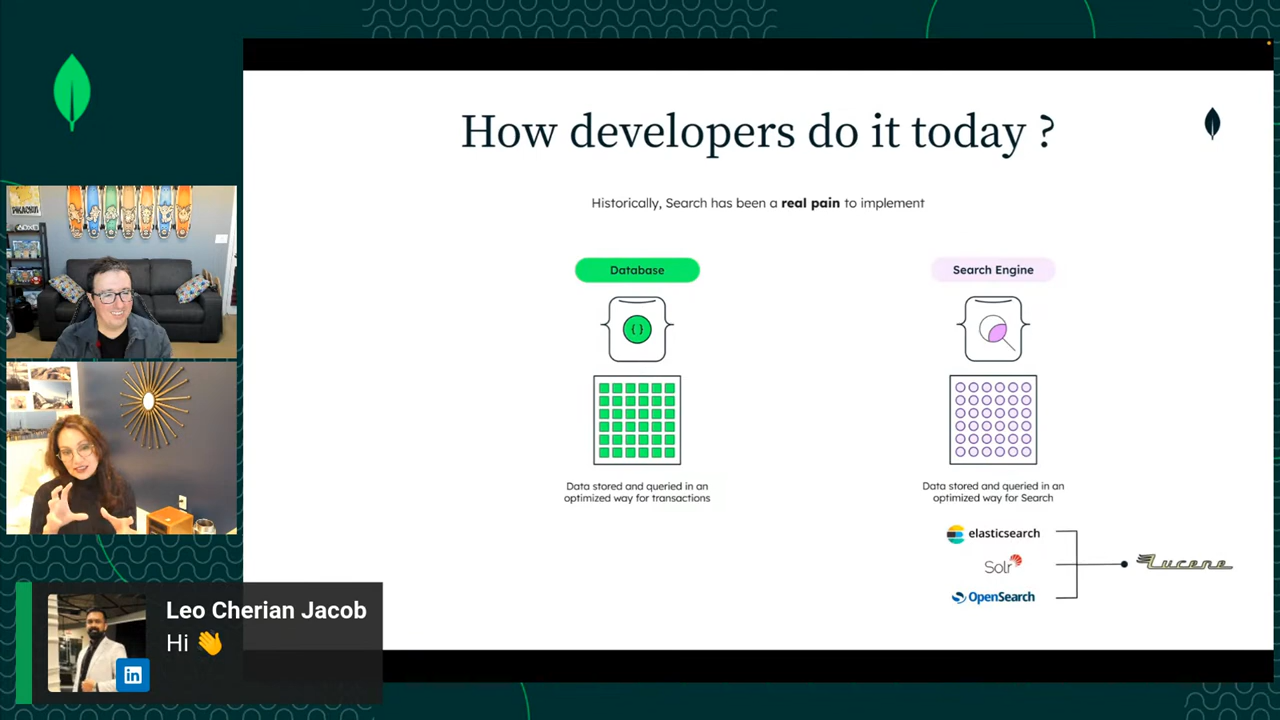 How developers do it today ?
Historically, Search has been a real pain to implement
Database
Search Engine
{ }
Data stored and queried in an
optimized way for transactions
Data stored and queried in an
optimized way for Search
elasticsearch
Solr
OpenSearch
Lucene
Leo Cherian Jacob
Hi 👋
in